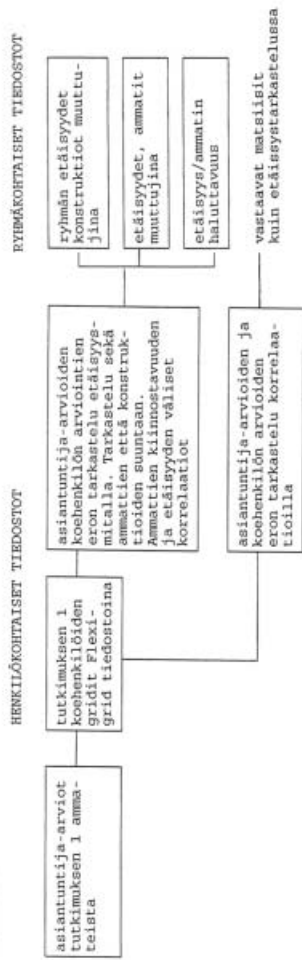 HENKILÖKOHTAISET TIEDOSTOT
RYHMÄKOHTAISET TIEDOSTOT
asiantuntija-arviot
tutkimuksen 1 amma-
teista
tutkimuksen 1
koehenkilöiden
gridit Flexi-
grid tiedostoina
asiantuntija-arvioiden
koehenkilön arviointien
eron tarkastelu etäisyys-
mitalla. Tarkastelu sekä
ammattien että konstruk-
tioiden suuntaan.
Ammattien kiinnostavuuden
ja etäisyyden väliset
korrelaatiot
asiantuntija-arvioiden ja
koehenkilön arvioiden
eron tarkastelu korrelaa-
tioilla
ryhmän etäisyydet
konstruktiot muuttu-
jina
etäisyydet, ammatit
muuttujina
etäisyys/ammatin
haluttavuus
vastaavat matsiisit
kuin etäisystarkastelussa